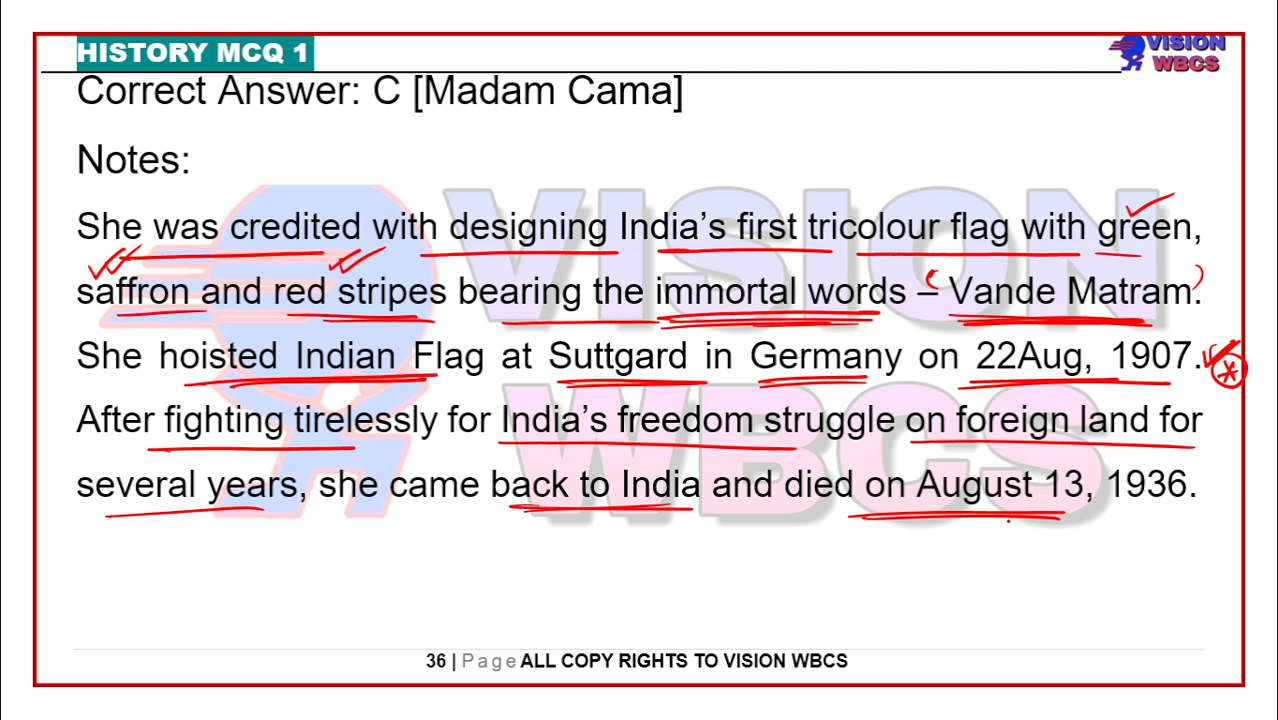 HISTORY MCQ 1
VISION
WBCS
Correct Answer: C [Madam Cama]
Notes:
She was credited with designing India’s first tricolour flag with green,
saffron and red stripes bearing the immortal words – Vande Matram.
She hoisted Indian Flag at Suttgard in Germany on 22Aug, 1907.
After fighting tirelessly for India’s freedom struggle on foreign land for
several years, she came back to India and died on August 13, 1936.
VISION
WBCS
36 | Page ALL COPY RIGHTS TO VISION WBCS